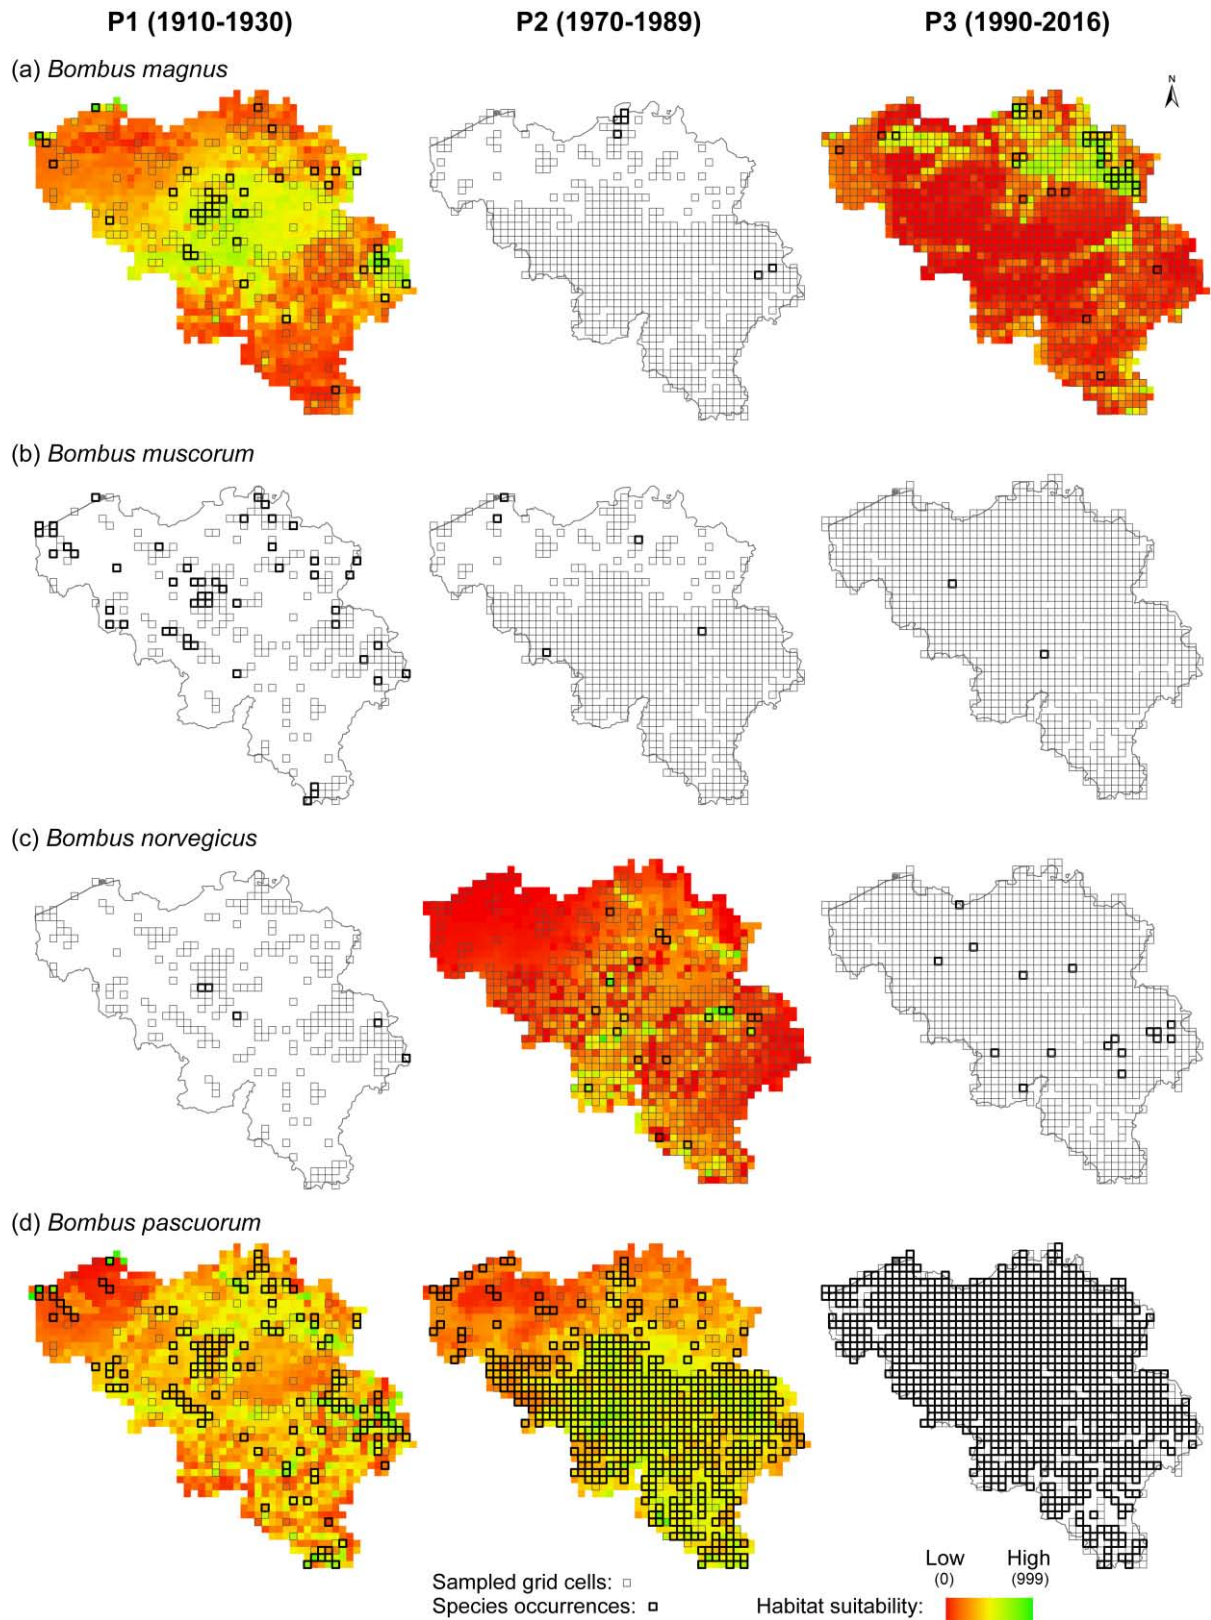 P1 (1910-1930) P2 (1970-1989) P3 (1990-2016)
(a) Bombus magnus
N
(b) Bombus muscorum
(c) Bombus norvegicus
(d) Bombus pascuorum
Low High
(0) (999)
Sampled grid cells:
Species occurrences:
Habitat suitability: